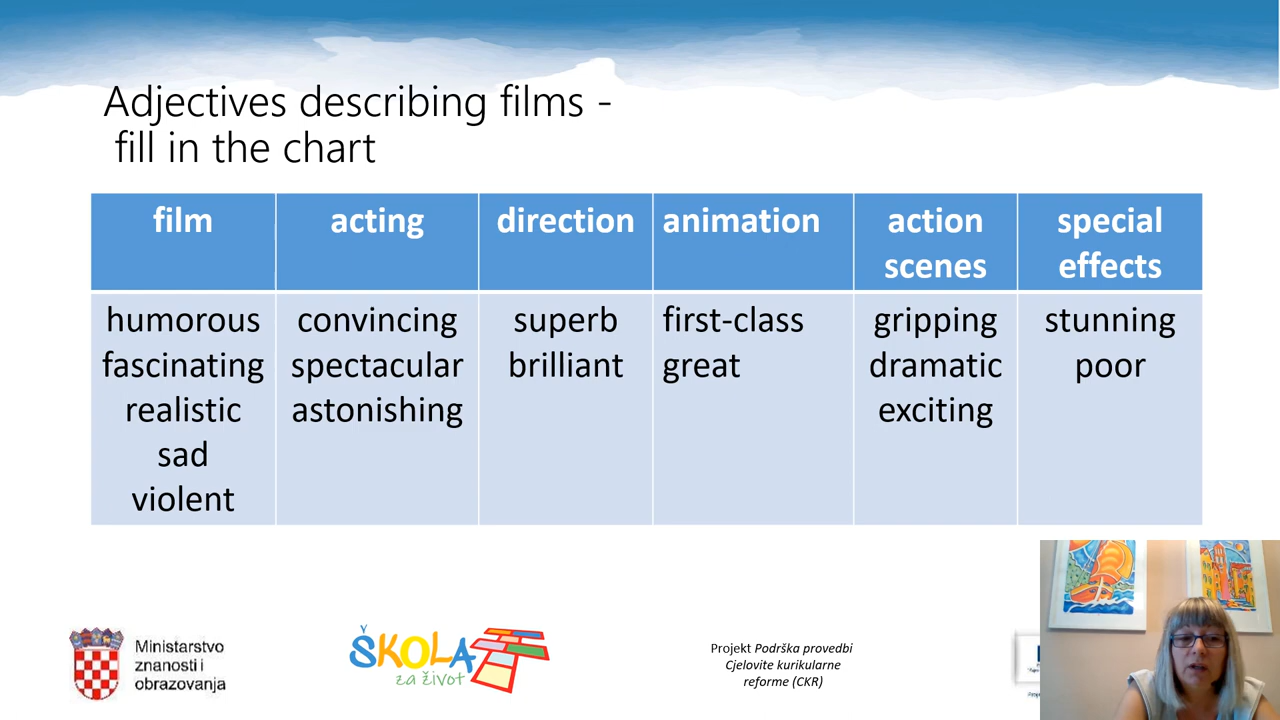 Adjectives describing films -
fill in the chart
film
acting
direction
animation
action
scenes
special
effects
humorous
fascinating
realistic
sad
violent
convincing
spectacular
astonishing
superb
brilliant
first-class
great
gripping
dramatic
exciting
stunning
poor
Ministarstvo
znanosti i
obrazovanja
ŠKOLA
za život
Projekt Podrška provedbi
Cjelovite kurikularne
reforme (CKR)